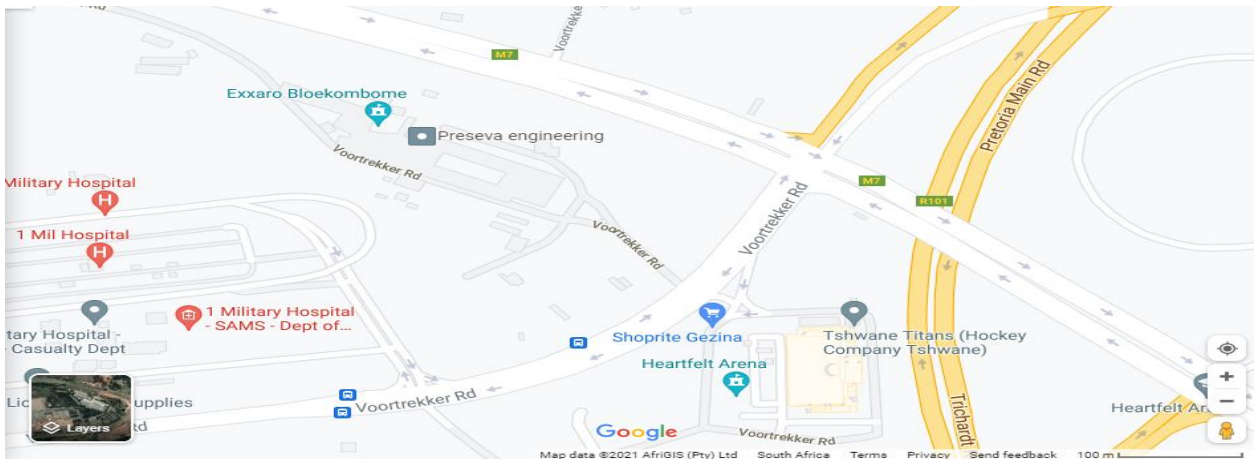 Rd
M7
Voortrekke
Exxaro Bloekombome
Preseva engineering
Voortrekker Rd
Pretoria Main Rd
Military Hospital
M7
R101
1 Mil Hospital
Voortrekker Rd
Voortrekker Rd
1 Military Hospital
- SAMS - Dept of...
tary Hospital -
Casualty Dept
Shoprite Gezina
Tshwane Titans (Hockey
Company Tshwane)
Heartfelt Arena
Lic
upplies
Layers
Voortrekker Rd
Trichardt
Heartfelt Ar
Google
Voortrekker Rd
Map data ©2021 AfriGIS (Pty) Ltd South Africa Terms Privacy Send feedback 100 m